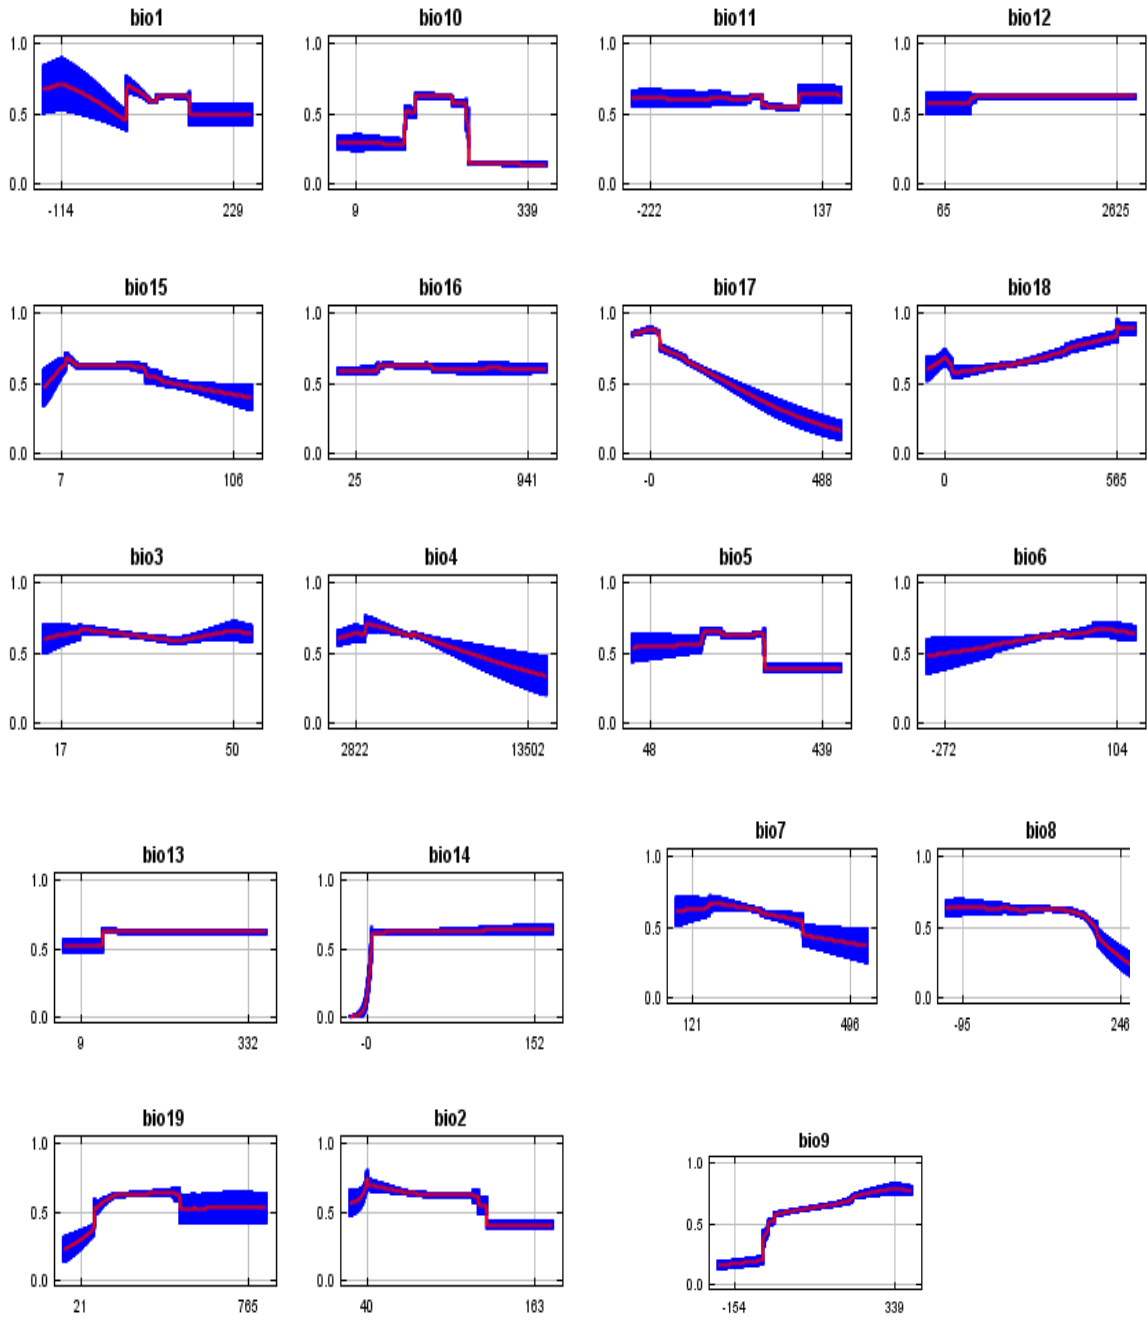 bio1 bio10 bio11 bio12
1.0 1.0 1.0 1.0
0.5 0.5 0.5 0.5
0.0 0.0 0.0 0.0
-114 229 9 339 -222 137 65 2625
bio15 bio16 bio17 bio18
1.0 1.0 1.0 1.0
0.5 0.5 0.5 0.5
0.0 0.0 0.0 0.0
7 106 25 941 -0 488 0 565
bio3 bio4 bio5 bio6
1.0 1.0 1.0 1.0
0.5 0.5 0.5 0.5
0.0 0.0 0.0 0.0
17 50 2822 13502 48 439 -272 104
bio13 bio14 bio7 bio8
1.0 1.0 1.0 1.0
0.5 0.5 0.5 0.5
0.0 0.0 0.0 0.0
9 332 -0 152 121 496 -95 246
bio19 bio2 bio9
1.0 1.0 1.0
0.5 0.5 0.5
0.0 0.0 0.0
21 765 40 163 -154 339